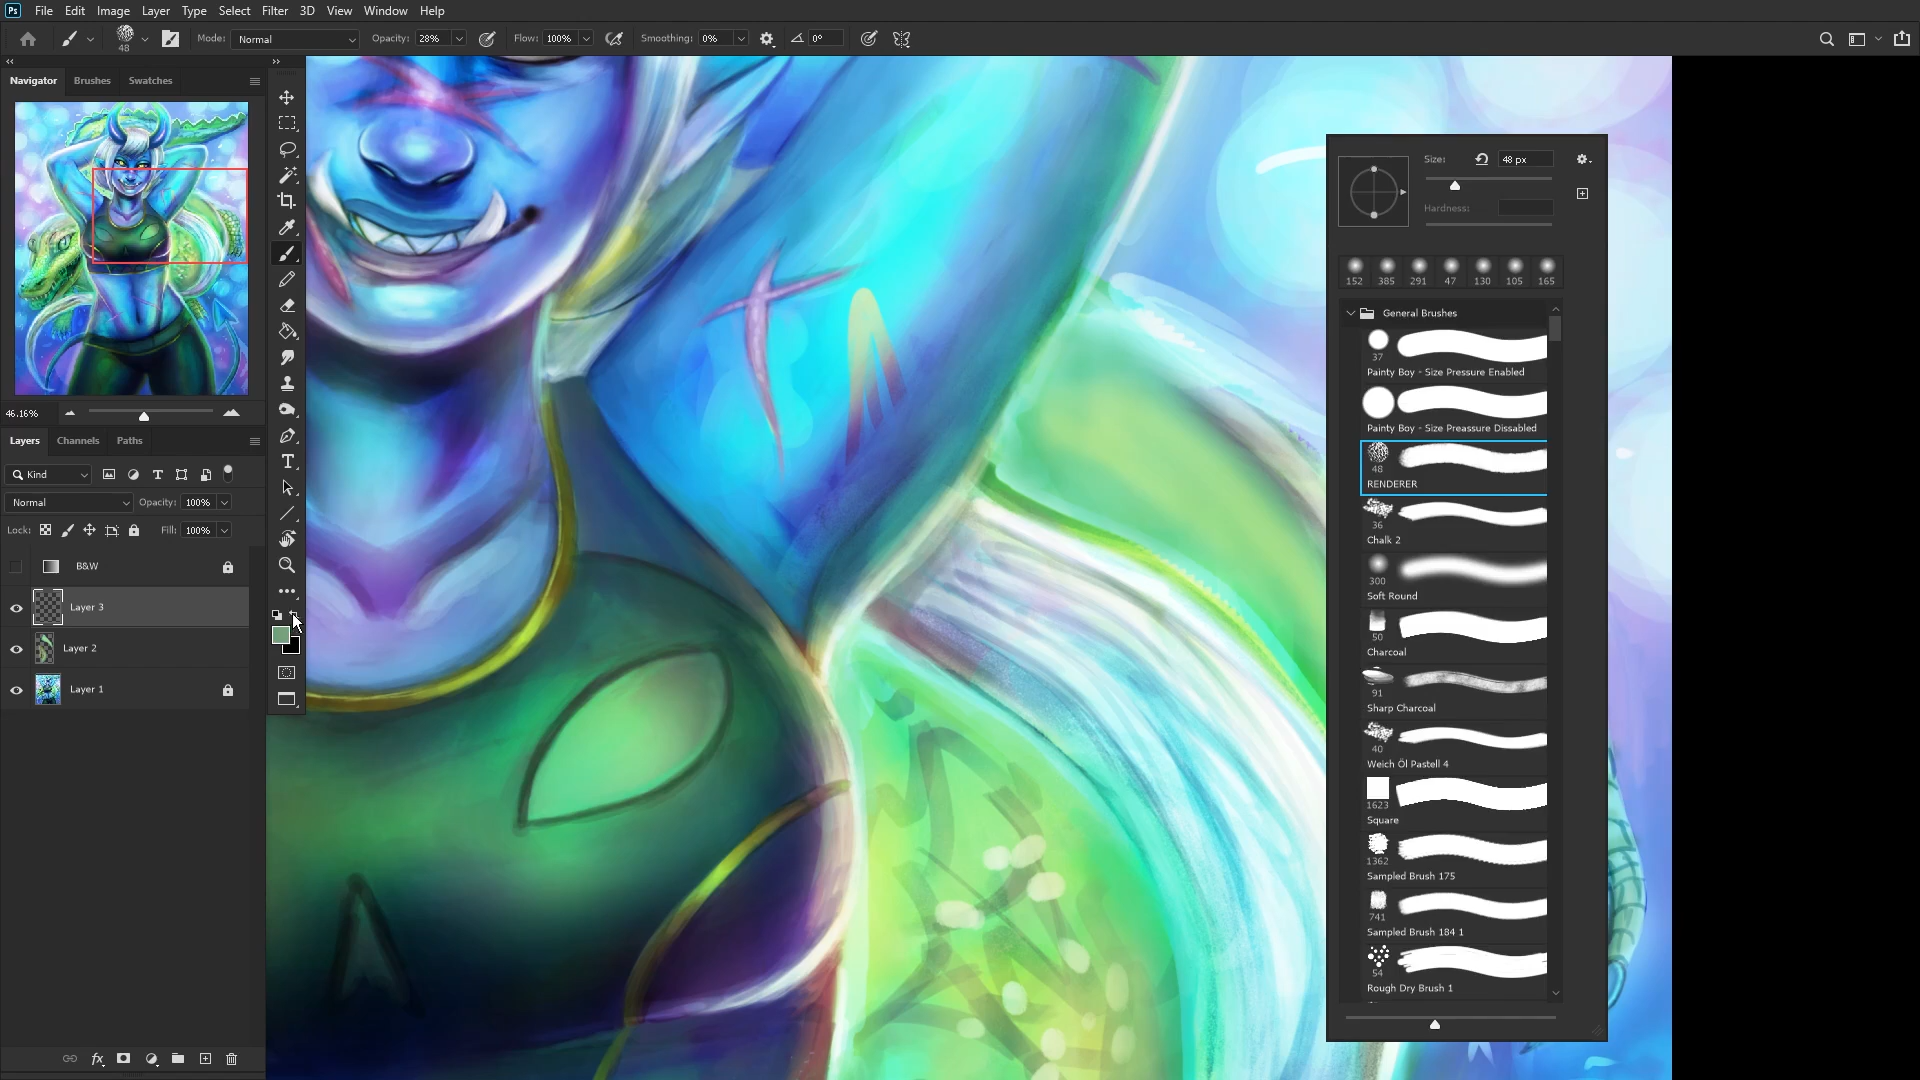 Ps File Edit Image Layer Type Select Filter 3D View Window Help
48 Mode: Normal Opacity: 28% Flow: 100% Smoothing: 0% 0°
Navigator Brushes Swatches
46.16%
Layers Channels Paths
Kind
Normal Opacity: 100%
Lock: Fill: 100%
B&W
Layer 3
Layer 2
Layer 1
fx
Size: 48 px
Hardness:
152 385 291 47 130 105 165
General Brushes
37
Painty Boy - Size Pressure Enabled
Painty Boy - Size Preassure Dissabled
48
RENDERER
36
Chalk 2
300
Soft Round
50
Charcoal
91
Sharp Charcoal
40
Weich Öl Pastell 4
1623
Square
1362
Sampled Brush 175
741
Sampled Brush 184 1
54
Rough Dry Brush 1